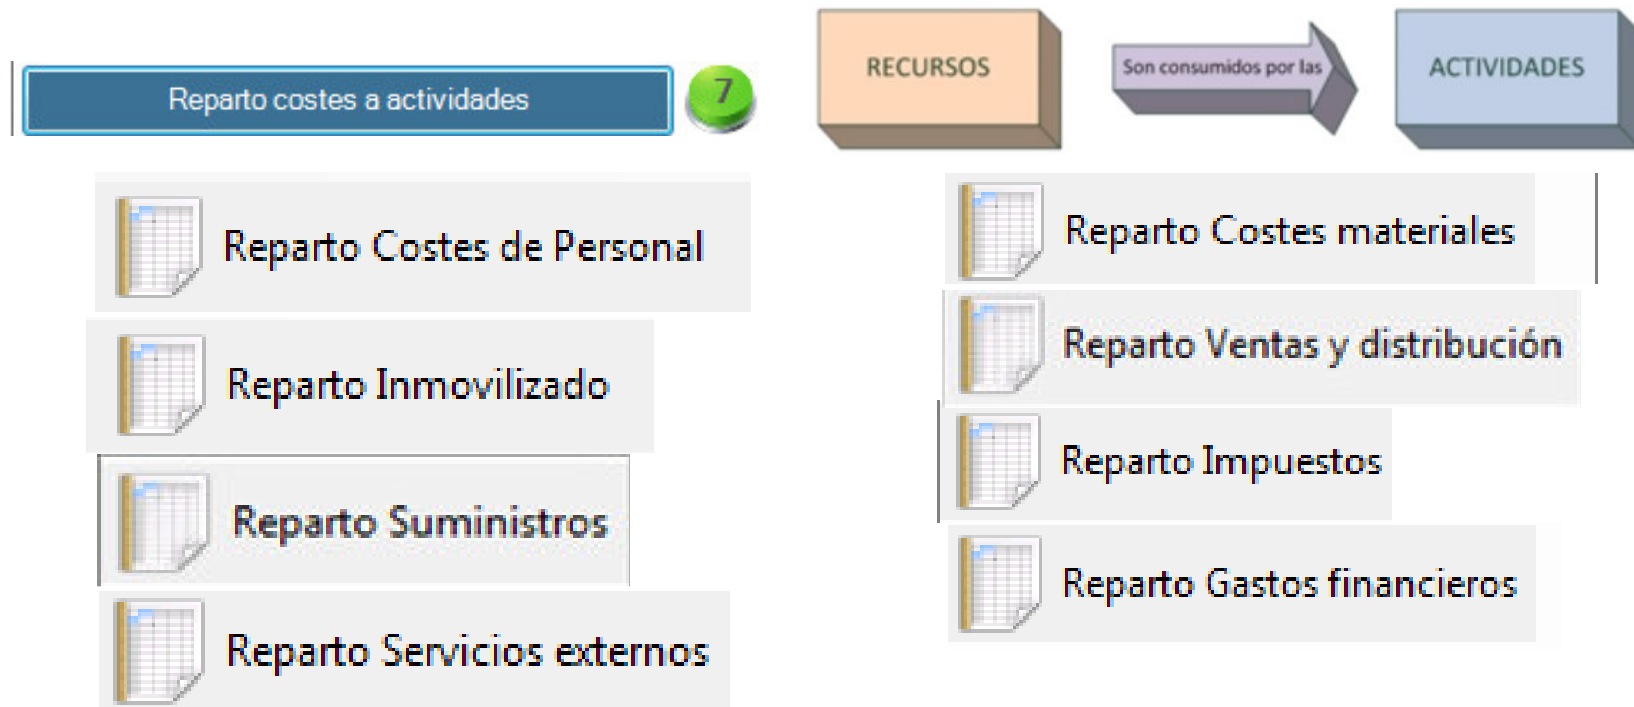 Reparto costes a actividades
7
RECURSOS
Son consumidos por las
ACTIVIDADES
Reparto Costes de Personal
Reparto Inmovilizado
Reparto Suministros
Reparto Servicios externos
Reparto Costes materiales
Reparto Ventas y distribución
Reparto Impuestos
Reparto Gastos financieros